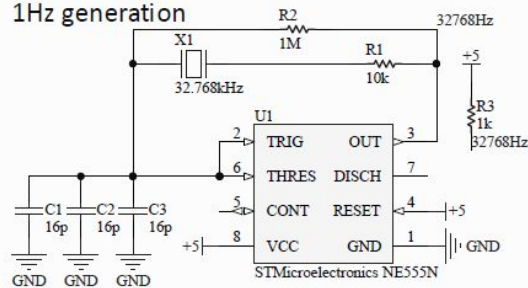 1Hz generation
R2
1M
32768Hz
X1
32.768kHz
R1
10k
+5
R3
1k
32768Hz
U1
2 TRIG OUT 3
6 THRES DISCH 7
5 CONT RESET 4 +5
+5 8 VCC GND 1 GND
STMicroelectronics NE555N
C1 C2 C3
16p 16p 16p
GND GND GND